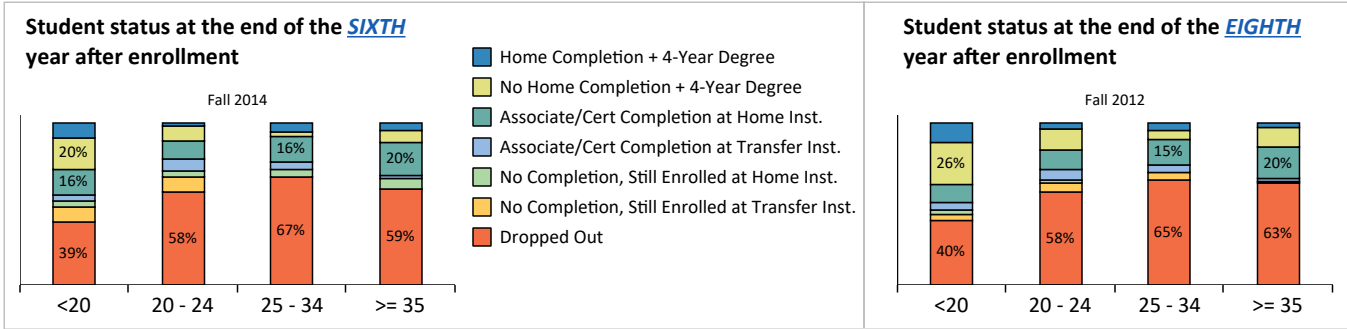 Student status at the end of the SIXTH
year after enrollment
Fall 2014
20%
16%
39%
58%
16%
67%
20%
59%
<20
20 - 24
25 - 34
>= 35
Home Completion + 4-Year Degree
No Home Completion + 4-Year Degree
Associate/Cert Completion at Home Inst.
Associate/Cert Completion at Transfer Inst.
No Completion, Still Enrolled at Home Inst.
No Completion, Still Enrolled at Transfer Inst.
Dropped Out
Student status at the end of the EIGHTH
year after enrollment
Fall 2012
26%
40%
58%
15%
65%
20%
63%
<20
20 - 24
25 - 34
>= 35